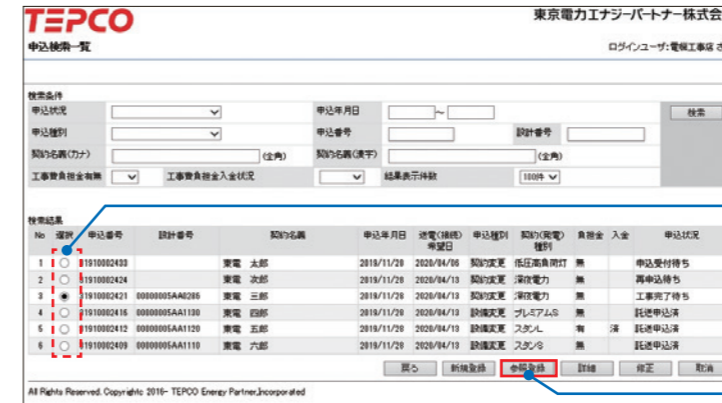 TEPCO
東京電力エナジーパートナー株式会
申込検索一覧
ログインユーザ:電機工事店 さ
検索条件
申込状況 申込年月日 ～ 検索
申込種別 申込番号 設計番号
契約名義(カナ) (全角) 契約名義(漢字) (全角)
工事費負担金有無 工事費負担金入金状況 結果表示件数 100件
検索結果
No 選択 申込番号 設計番号 契約名義 申込年月日 送電(接続)希望日 申込種別 契約(発電)種別 負担金 入金 申込状況
1 01910002433 東電 太郎 2019/11/28 2020/04/06 契約変更 低圧高負荷灯 無 申込受付待ち
2 01910002424 東電 次郎 2019/11/28 2020/04/13 契約変更 深夜電力 無 再申込待ち
3 01910002421 00000005AA0286 東電 三郎 2019/11/28 2020/04/13 契約変更 深夜電力 無 工事完了待ち
4 01910002416 00000005AA1130 東電 四郎 2019/11/28 2020/04/13 設備変更 プレミアムS 無 託送申込済
5 01910002412 00000005AA1120 東電 五郎 2019/11/28 2020/04/13 設備変更 スタンL 有 済 託送申込済
6 01910002409 00000005AA1110 東電 六郎 2019/11/28 2020/04/13 設備変更 スタンS 無 託送申込済
戻る 新規登録 参照登録 詳細 修正 取消
All Rights Reserved. Copyright© 2016- TEPCO Energy Partner,Incorporated